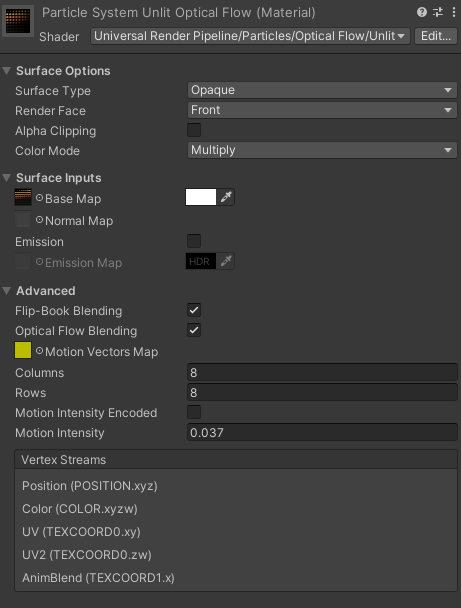 Particle System Unlit Optical Flow (Material)
Shader Universal Render Pipeline/Particles/Optical Flow/Unlit Edit...
Surface Options
Surface Type Opaque
Render Face Front
Alpha Clipping
Color Mode Multiply
Surface Inputs
Base Map
Normal Map
Emission
Emission Map HDR
Advanced
Flip-Book Blending
Optical Flow Blending
Motion Vectors Map
Columns 8
Rows 8
Motion Intensity Encoded
Motion Intensity 0.037
Vertex Streams
Position (POSITION.xyz)
Color (COLOR.xyzw)
UV (TEXCOORD0.xy)
UV2 (TEXCOORD0.zw)
AnimBlend (TEXCOORD1.x)